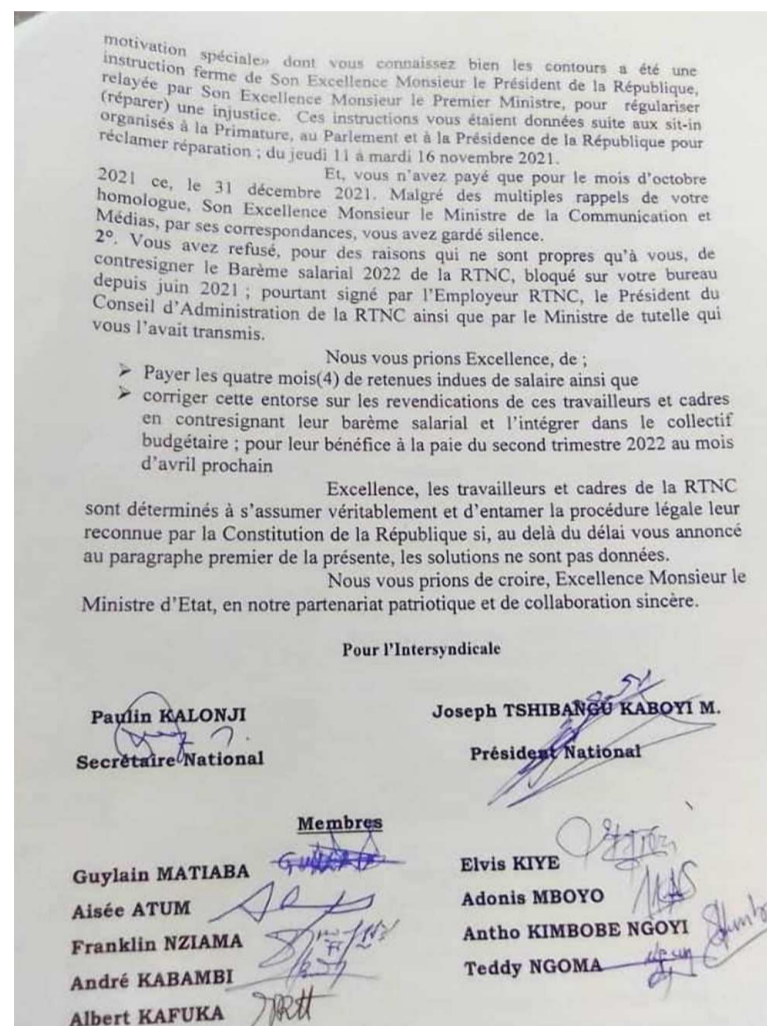 motivation spéciale» dont vous connaissez bien les contours a été une
instruction ferme de Son Excellence Monsieur le Président de la République,
relayée par Son Excellence Monsieur le Premier Ministre, pour régulariser
(réparer) une injustice. Ces instructions vous étaient données suite aux sit-in
organisés à la Primature, au Parlement et à la Présidence de la République pour
réclamer réparation ; du jeudi 11 à mardi 16 novembre 2021.
Et, vous n'avez payé que pour le mois d'octobre
2021 ce, le 31 décembre 2021. Malgré des multiples rappels de votre
homologue, Son Excellence Monsieur le Ministre de la Communication et
Médias, par ses correspondances, vous avez gardé silence.
2°. Vous avez refusé, pour des raisons qui ne sont propres qu'à vous, de
contresigner le Barème salarial 2022 de la RTNC, bloqué sur votre bureau
depuis juin 2021 ; pourtant signé par l'Employeur RTNC, le Président du
Conseil d'Administration de la RTNC ainsi que par le Ministre de tutelle qui
vous l'avait transmis.
Nous vous prions Excellence, de ;
➢ Payer les quatre mois(4) de retenues indues de salaire ainsi que
➢ corriger cette entorse sur les revendications de ces travailleurs et cadres
en contresignant leur barème salarial et l'intégrer dans le collectif
budgétaire ; pour leur bénéfice à la paie du second trimestre 2022 au mois
d'avril prochain
Excellence, les travailleurs et cadres de la RTNC
sont déterminés à s'assumer véritablement et d'entamer la procédure légale leur
reconnue par la Constitution de la République si, au delà du délai vous annoncé
au paragraphe premier de la présente, les solutions ne sont pas données.
Nous vous prions de croire, Excellence Monsieur le
Ministre d'Etat, en notre partenariat patriotique et de collaboration sincère.
Pour l'Intersyndicale
Paulin KALONJI
Secrétaire National
Joseph TSHIBANGU KABOYI M.
Président National
Membres
Guylain MATIABA
Aisée ATUM
Franklin NZIAMA
André KABAMBI
Albert KAFUKA
Elvis KIYE
Adonis MBOYO
Antho KIMBOBE NGOYI
Teddy NGOMA